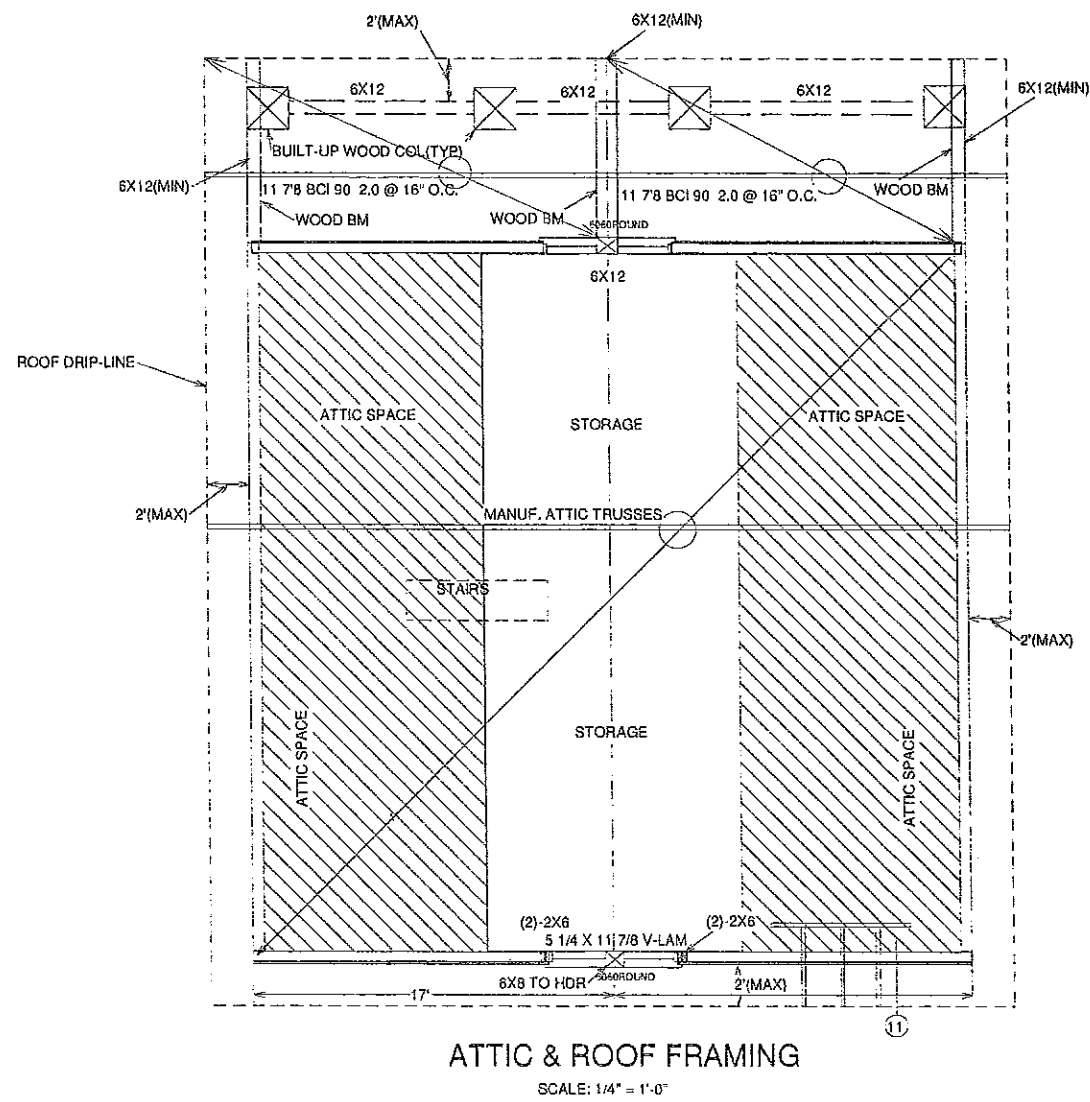 2'(MAX)
6X12(MIN)
6X12
6X12
6X12
6X12(MIN)
BUILT-UP WOOD COL(TYP)
6X12(MIN)
11 7'8 BCI 90 2.0 @ 16" O.C.
WOOD BM
11 7'8 BCI 90 2.0 @ 16" O.C.
WOOD BM
WOOD BM
6X12
ROOF DRIP-LINE
ATTIC SPACE
STORAGE
ATTIC SPACE
2'(MAX)
MANUF. ATTIC TRUSSES
STAIRS
2'(MAX)
STORAGE
ATTIC SPACE
ATTIC SPACE
(2)-2X6
5 1/4 X 11 7/8 V-LAM
(2)-2X6
6X8 TO HDR
17'
2'(MAX)
11
ATTIC & ROOF FRAMING
SCALE: 1/4" = 1'-0"